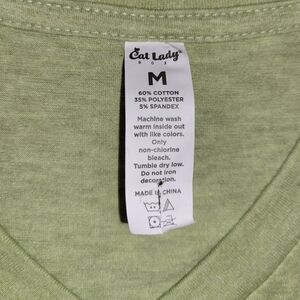 Cat Lady
BOX
M
60% COTTON
35% POLYESTER
5% SPANDEX
Machine wash
warm inside out
with like colors.
Only
non-chlorine
bleach.
Tumble dry low.
Do not iron
decoration.
MADE IN CHINA